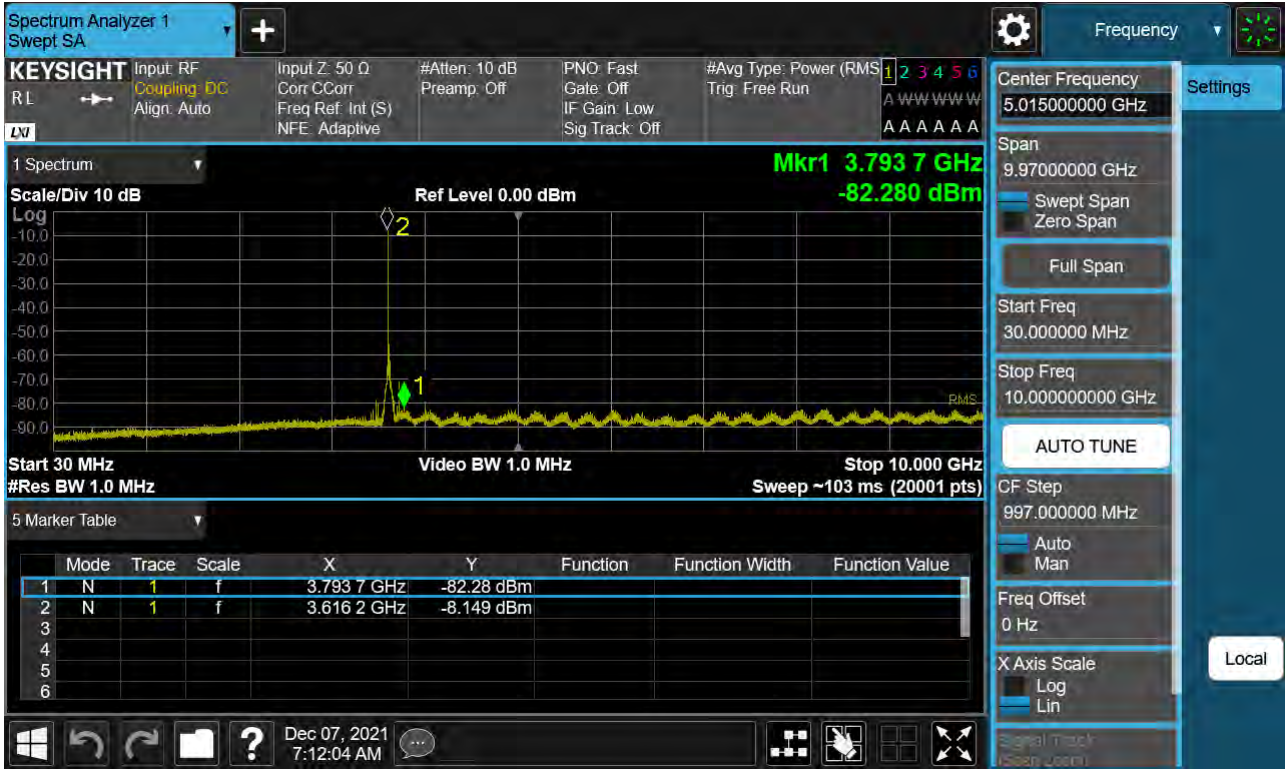 Spectrum Analyzer 1
Swept SA
+
Frequency
KEYSIGHT
RL
LXI
Input: RF
Coupling: DC
Align: Auto
Input Z: 50 Ω
Corr CCorr
Freq Ref: Int (S)
NFE: Adaptive
#Atten: 10 dB
Preamp: Off
PNO: Fast
Gate: Off
IF Gain: Low
Sig Track: Off
#Avg Type: Power (RMS
Trig: Free Run
1 2 3 4 5 6
A W W W W W
A A A A A A
1 Spectrum
Mkr1 3.793 7 GHz
Scale/Div 10 dB
Ref Level 0.00 dBm
-82.280 dBm
Log
-10.0
-20.0
-30.0
-40.0
-50.0
-60.0
-70.0
-80.0
-90.0
2
1
RMS
Start 30 MHz
Video BW 1.0 MHz
Stop 10.000 GHz
#Res BW 1.0 MHz
Sweep ~103 ms (20001 pts)
5 Marker Table
Mode Trace Scale X Y Function Function Width Function Value
1 N 1 f 3.793 7 GHz -82.28 dBm
2 N 1 f 3.616 2 GHz -8.149 dBm
3
4
5
6
Center Frequency
5.015000000 GHz
Settings
Span
9.97000000 GHz
Swept Span
Zero Span
Full Span
Start Freq
30.000000 MHz
Stop Freq
10.000000000 GHz
AUTO TUNE
CF Step
997.000000 MHz
Auto
Man
Freq Offset
0 Hz
X Axis Scale
Log
Lin
Local
Signal Track
(Span Zoom)
?
Dec 07, 2021
7:12:04 AM